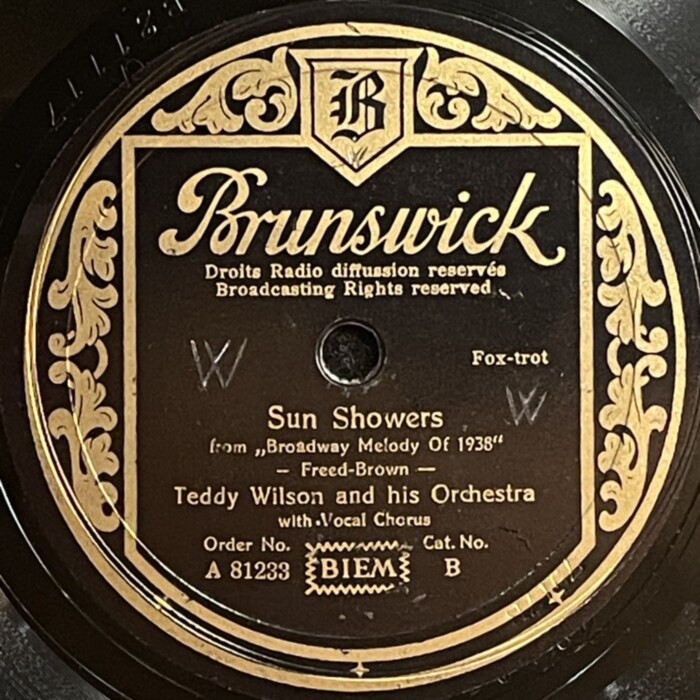 B
Brunswick
Droits Radio diffussion reservés
Broadcasting Rights reserved
W
Fox-trot
W
Sun Showers
from „Broadway Melody Of 1938“
— Freed-Brown —
Teddy Wilson and his Orchestra
with Vocal Chorus
Order No. Cat. No.
A 81233 BIEM B